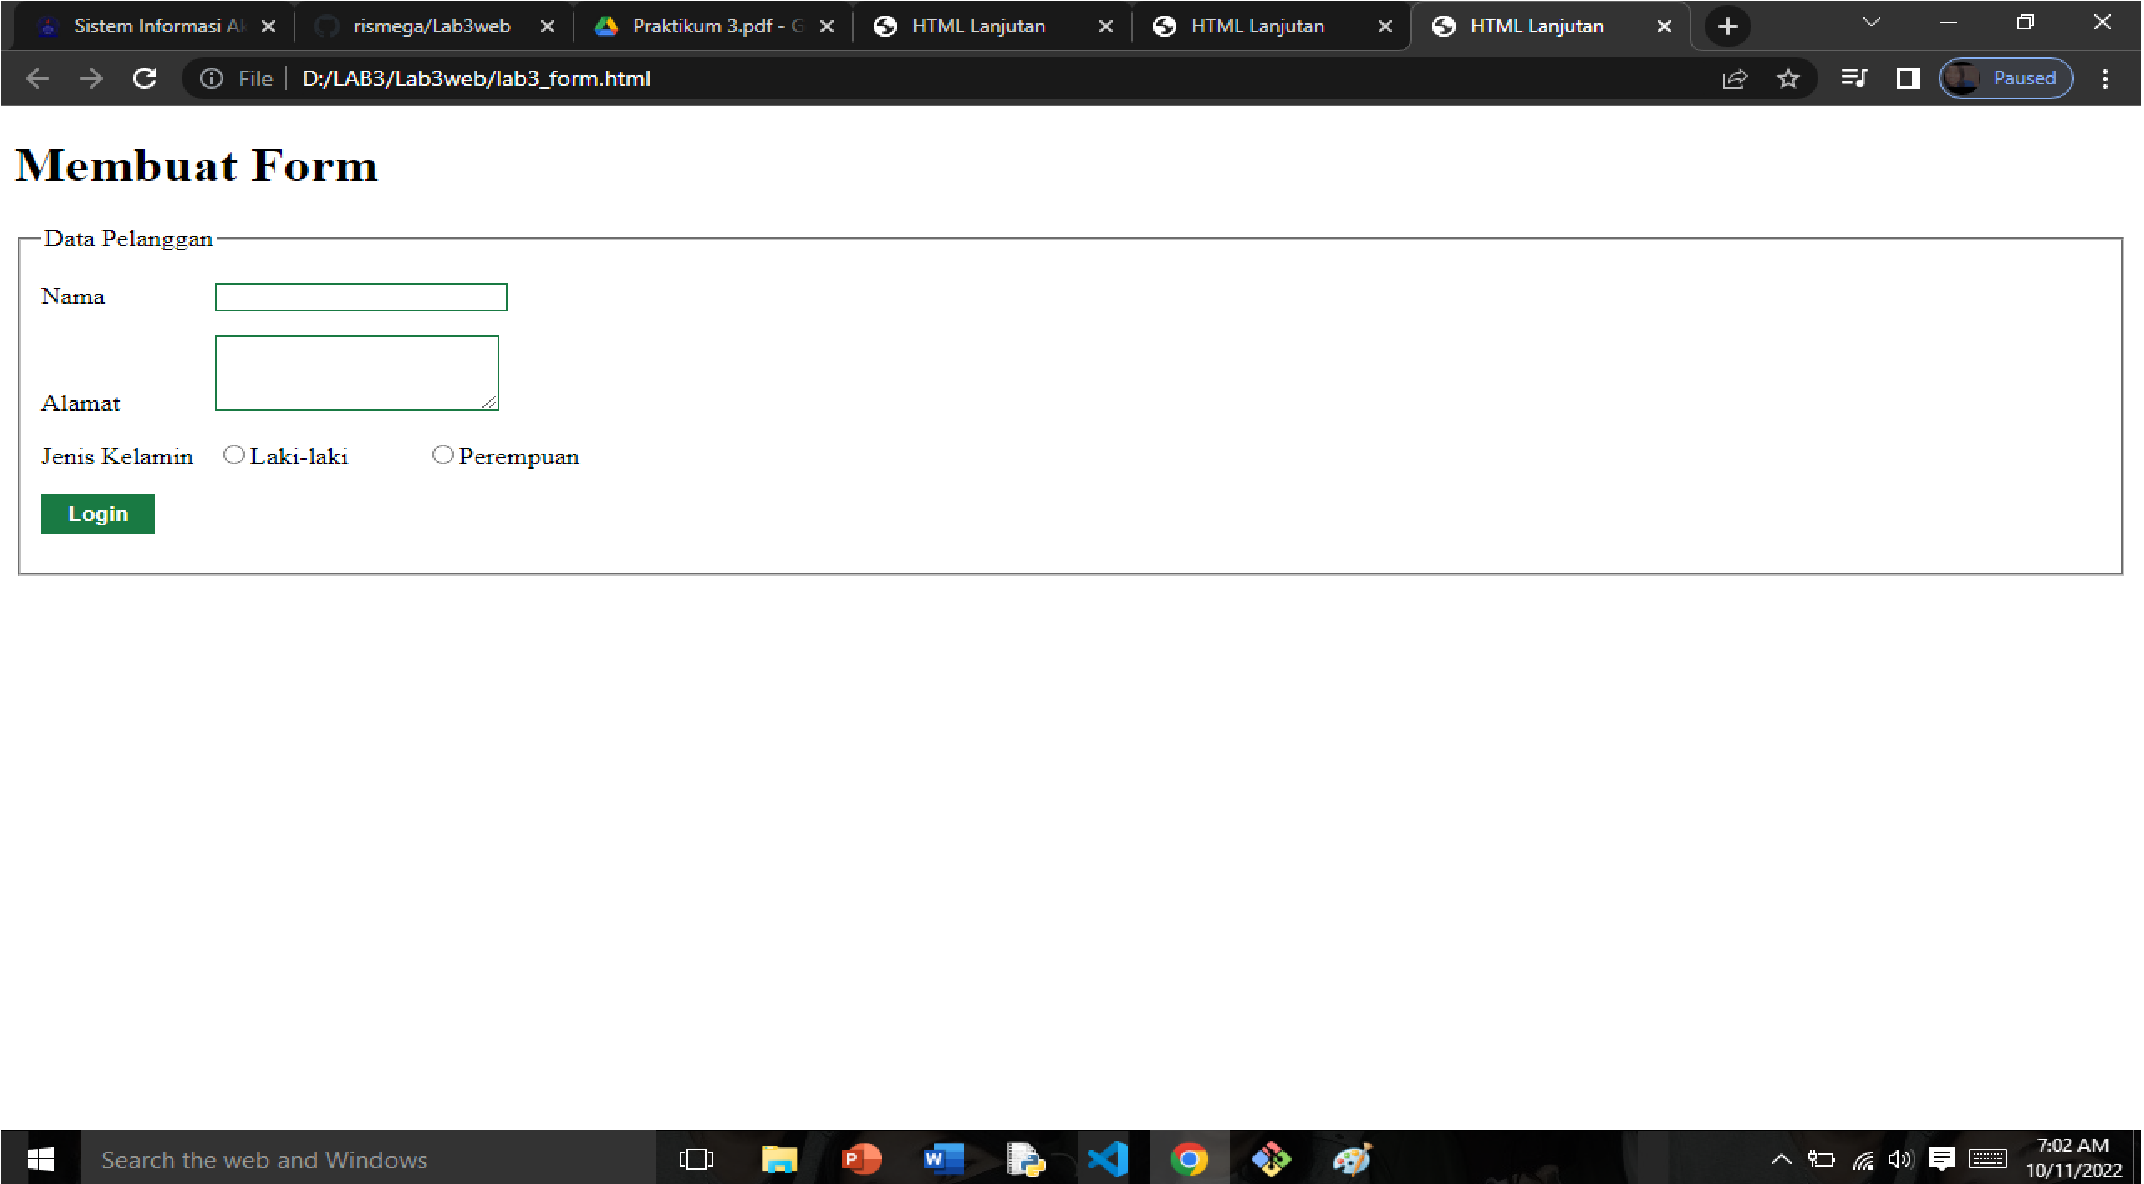 Sistem Informasi Ak
rismega/Lab3web
Praktikum 3.pdf - G
HTML Lanjutan
HTML Lanjutan
HTML Lanjutan
File
D:/LAB3/Lab3web/lab3_form.html
Paused
Membuat Form
Data Pelanggan
Nama
Alamat
Jenis Kelamin Laki-laki Perempuan
Login
Search the web and Windows
7:02 AM
10/11/2022